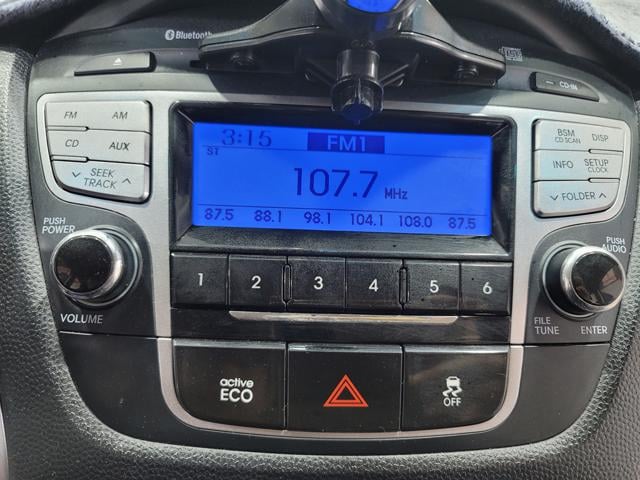 Bluetooth
CD-IN
FM AM
CD AUX
SEEK
TRACK
PUSH
POWER
VOLUME
3:15 FM1
ST
107.7 MHz
87.5 88.1 98.1 104.1 108.0 87.5
1 2 3 4 5 6
BSM
CD SCAN
DISP
INFO
SETUP
CLOCK
FOLDER
PUSH
AUDIO
FILE
TUNE
ENTER
active
ECO
OFF